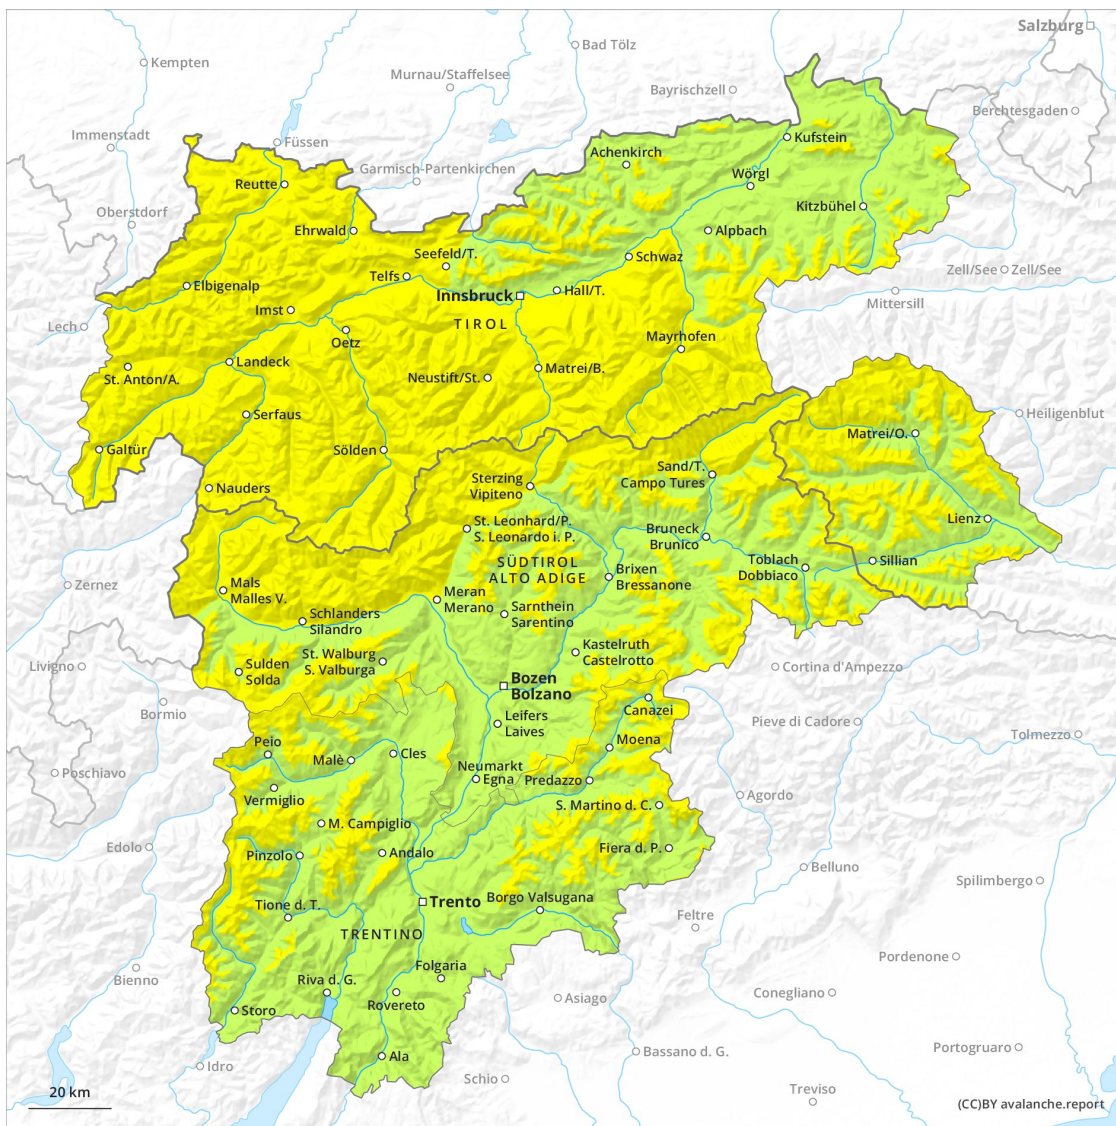 Salzburg
Bad Tölz
Kempten
Murnau/Staffelsee
Bayrischzell
Berchtesgaden
Immenstadt
Füssen
Kufstein
Achenkirch
Garmisch-Partenkirchen
Wörgl
Reutte
Oberstdorf
Kitzbühel
Ehrwald
Alpbach
Seefeld/T.
Schwaz
Zell/See
Zell/See
Telfs
Elbigenalp
Innsbruck
Hall/T.
Mittersill
Imst
TIROL
Lech
Oetz
Mayrhofen
Landeck
Matrei/B.
St. Anton/A.
Neustift/St.
Serfaus
Heiligenblut
Matrei/O.
Galtür
Sölden
Sand/T.
Campo Tures
Sterzing
Vipiteno
Nauders
St. Leonhard/P.
S. Leonardo i. P.
Lienz
Bruneck
Brunico
SÜDTIROL
ALTO ADIGE
Toblach
Dobbiaco
Sillian
Brixen
Bressanone
Zernez
Mals
Malles V.
Meran
Merano
Sarnthein
Sarentino
Schlanders
Silandro
Kastelruth
Castelrotto
St. Walburg
S. Valburga
Livigno
Sulden
Solda
Cortina d'Ampezzo
Bozen
Bolzano
Canazei
Bormio
Leifers
Laives
Pieve di Cadore
Tolmezzo
Peio
Moena
Cles
Malè
Poschiavo
Neumarkt
Egna
Predazzo
Vermiglio
Agordo
S. Martino d. C.
M. Campiglio
Edolo
Pinzolo
Andalo
Fiera d. P.
Belluno
Spilimbergo
Borgo Valsugana
Trento
Tione d. T.
Feltre
TRENTINO
Pordenone
Folgaria
Bienno
Riva d. G.
Conegliano
Asiago
Rovereto
Storo
Portogruaro
Bassano d. G.
Ala
Idro
Schio
Treviso
20 km
(CC)BY avalanche.report